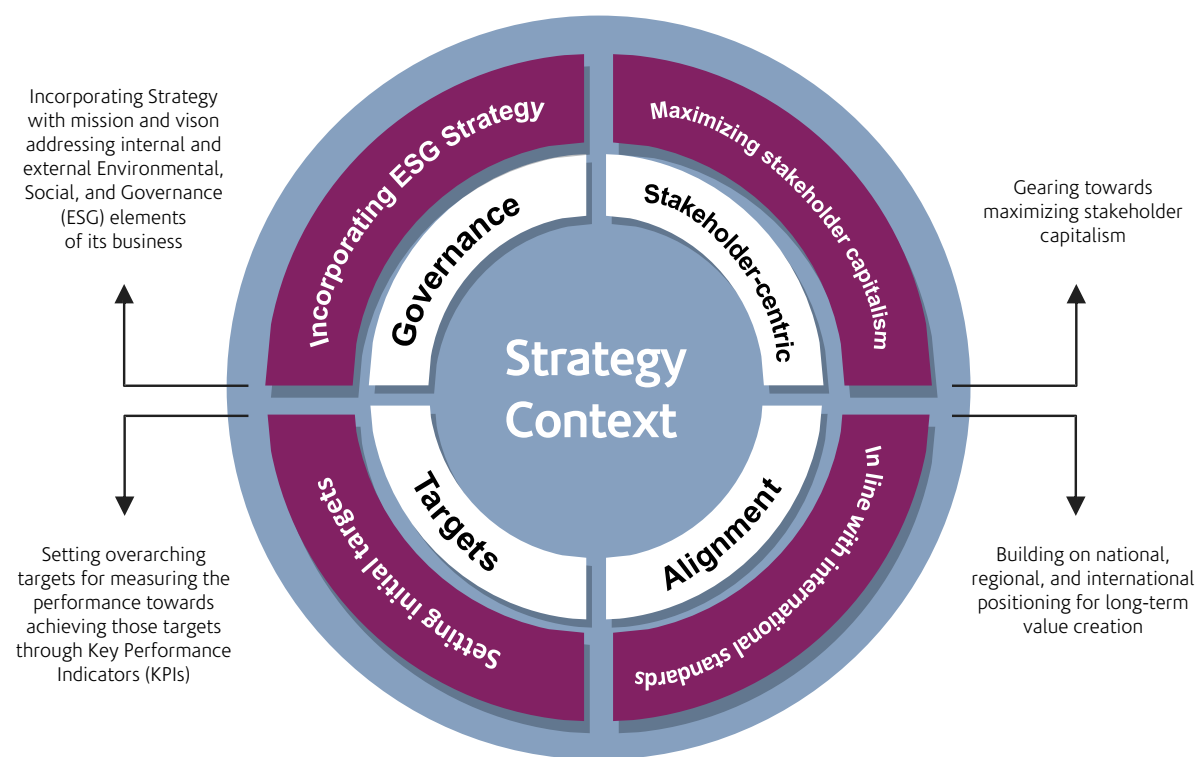 Incorporating Strategy
with mission and vison
addressing internal and
external Environmental,
Social, and Governance
(ESG) elements
of its business
Incorporating ESG Strategy
Governance
Maximizing stakeholder capitalism
Stakeholder-centric
Gearing towards
maximizing stakeholder
capitalism
Strategy
Context
Setting overarching
targets for measuring the
performance towards
achieving those targets
through Key Performance
Indicators (KPIs)
Setting initial targets
Targets
Alignment
In line with international standards
Building on national,
regional, and international
positioning for long-term
value creation